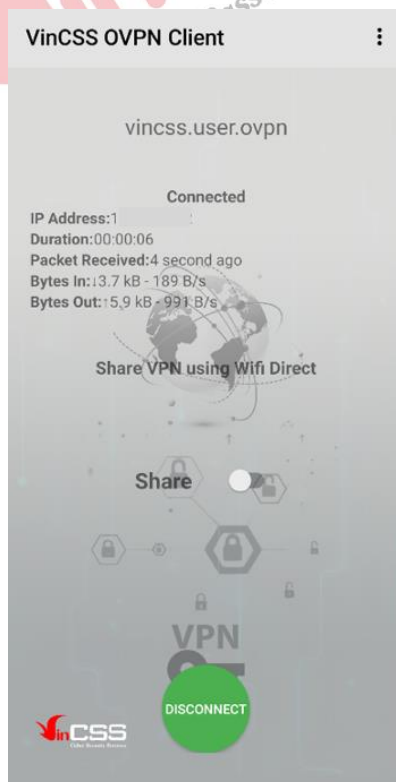 VinCSS OVPN Client
vincss.user.ovpn
Connected
IP Address:1
Duration:00:00:06
Packet Received:4 second ago
Bytes In:↓3.7 kB - 189 B/s
Bytes Out:↑5,9 kB - 991 B/s
Share VPN using Wifi Direct
Share
VPN
DISCONNECT
VinCSS